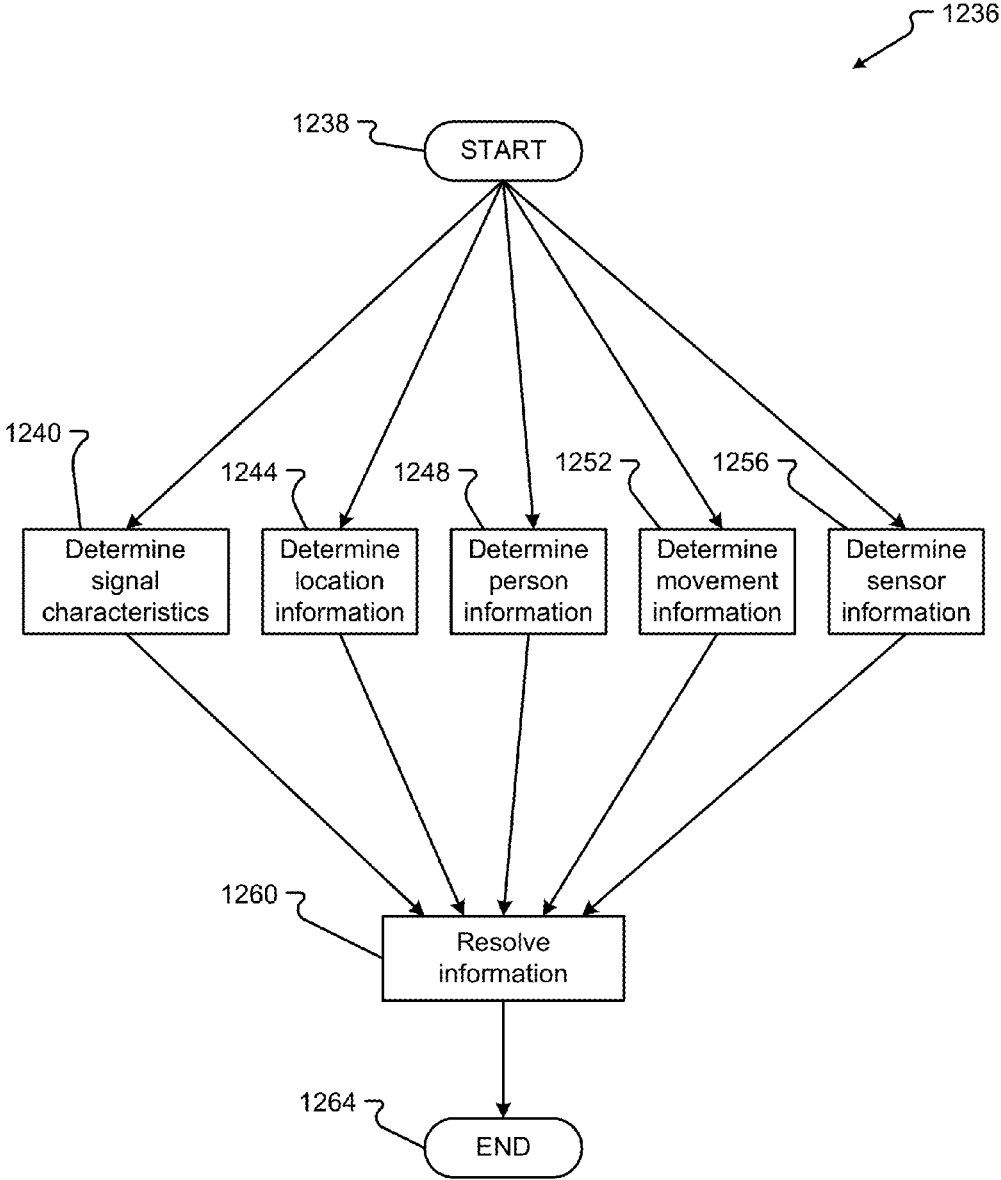 1236
1238
START
1240
1244
1248
1252
1256
Determine
signal
characteristics
Determine
location
information
Determine
person
information
Determine
movement
information
Determine
sensor
information
1260
Resolve
information
1264
END